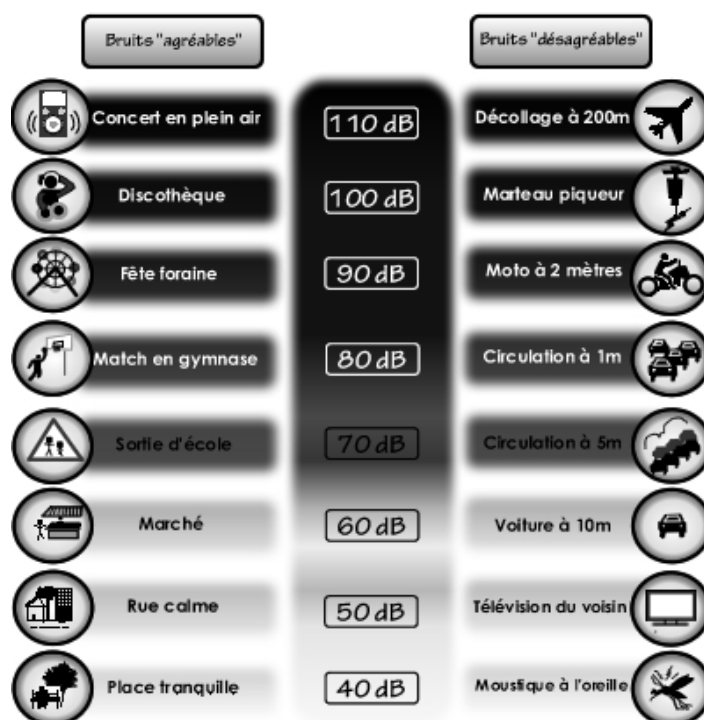 Bruits "agréables"
Bruits "désagréables"
Concert en plein air
110 dB
Décollage à 200m
Discothèque
100 dB
Marteau piqueur
Fête foraine
90 dB
Moto à 2 mètres
Match en gymnase
80 dB
Circulation à 1m
Sortie d'école
70 dB
Circulation à 5m
Marché
60 dB
Voiture à 10m
Rue calme
50 dB
Télévision du voisin
Place tranquille
40 dB
Moustique à l'oreille